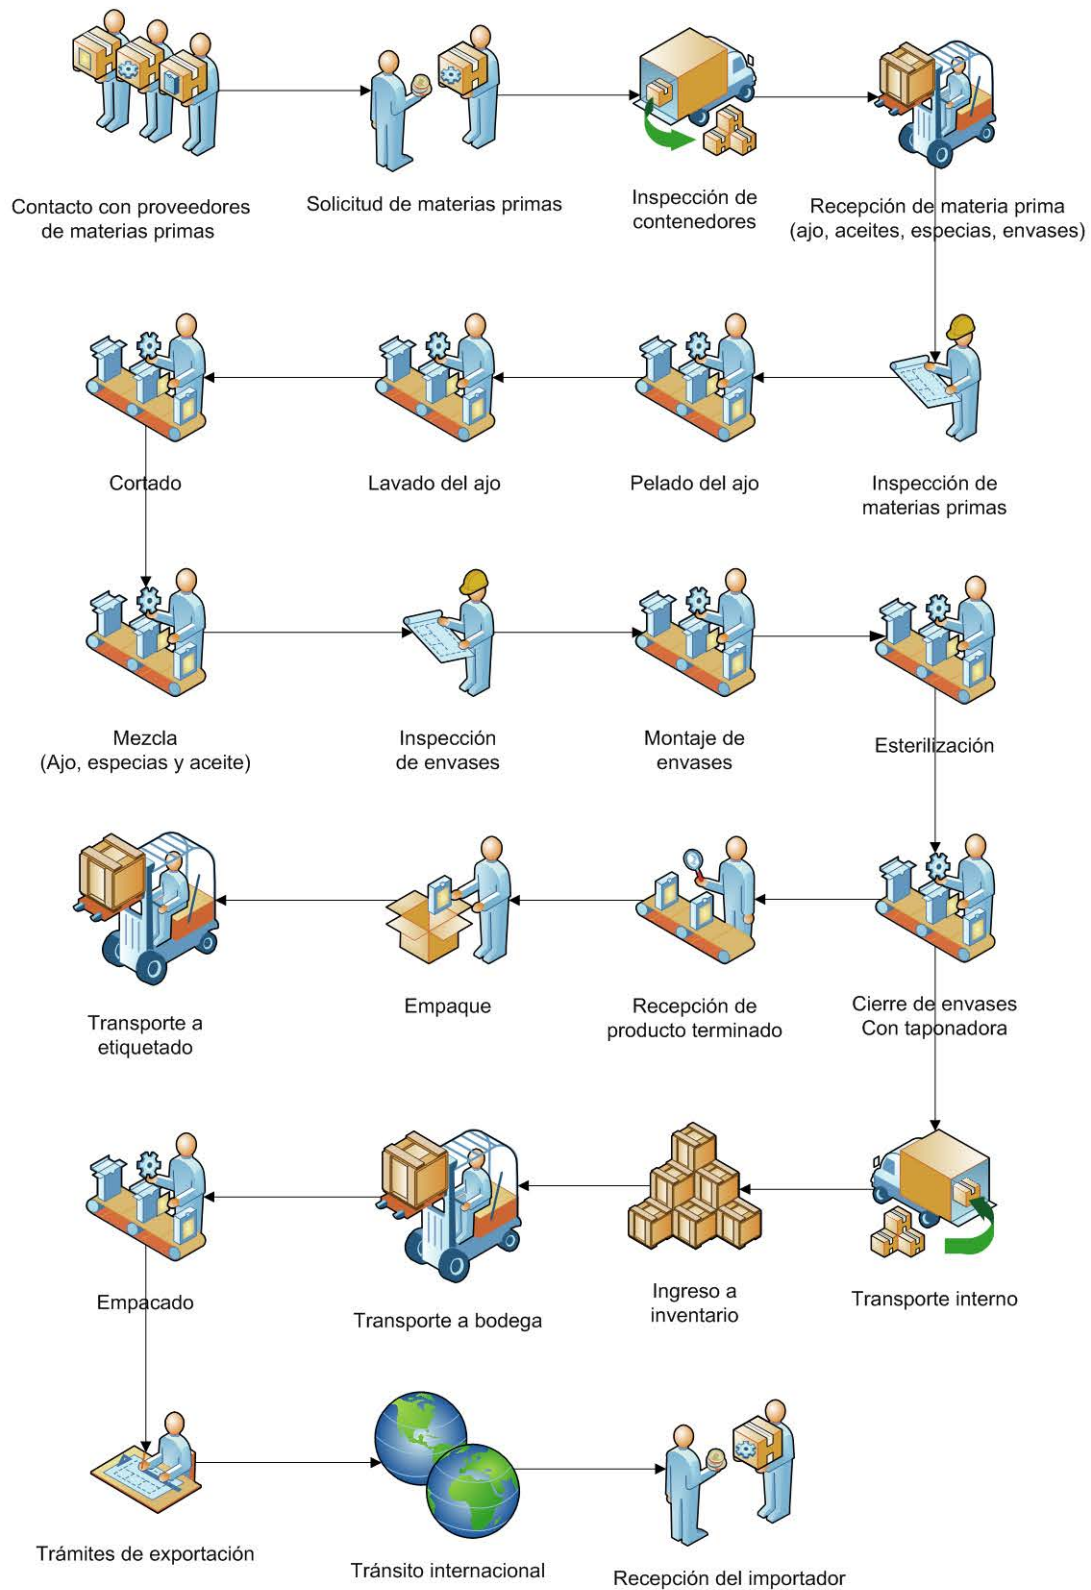 Contacto con proveedores
de materias primas
Solicitud de materias primas
Inspección de
contenedores
Recepción de materia prima
(ajo, aceites, especias, envases)
Cortado
Lavado del ajo
Pelado del ajo
Inspección de
materias primas
Mezcla
(Ajo, especias y aceite)
Inspección
de envases
Montaje de
envases
Esterilización
Transporte a
etiquetado
Empaque
Recepción de
producto terminado
Cierre de envases
Con taponadora
Empacado
Transporte a bodega
Ingreso a
inventario
Transporte interno
Trámites de exportación
Tránsito internacional
Recepción del importador